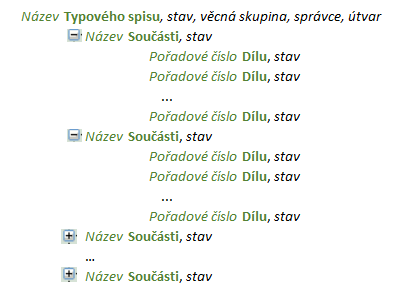 Název Typového spisu, stav, věcná skupina, správce, útvar
Název Součásti, stav
Pořadové číslo Dílu, stav
Pořadové číslo Dílu, stav
...
Pořadové číslo Dílu, stav
Název Součásti, stav
Pořadové číslo Dílu, stav
Pořadové číslo Dílu, stav
...
Pořadové číslo Dílu, stav
Název Součásti, stav
...
Název Součásti, stav